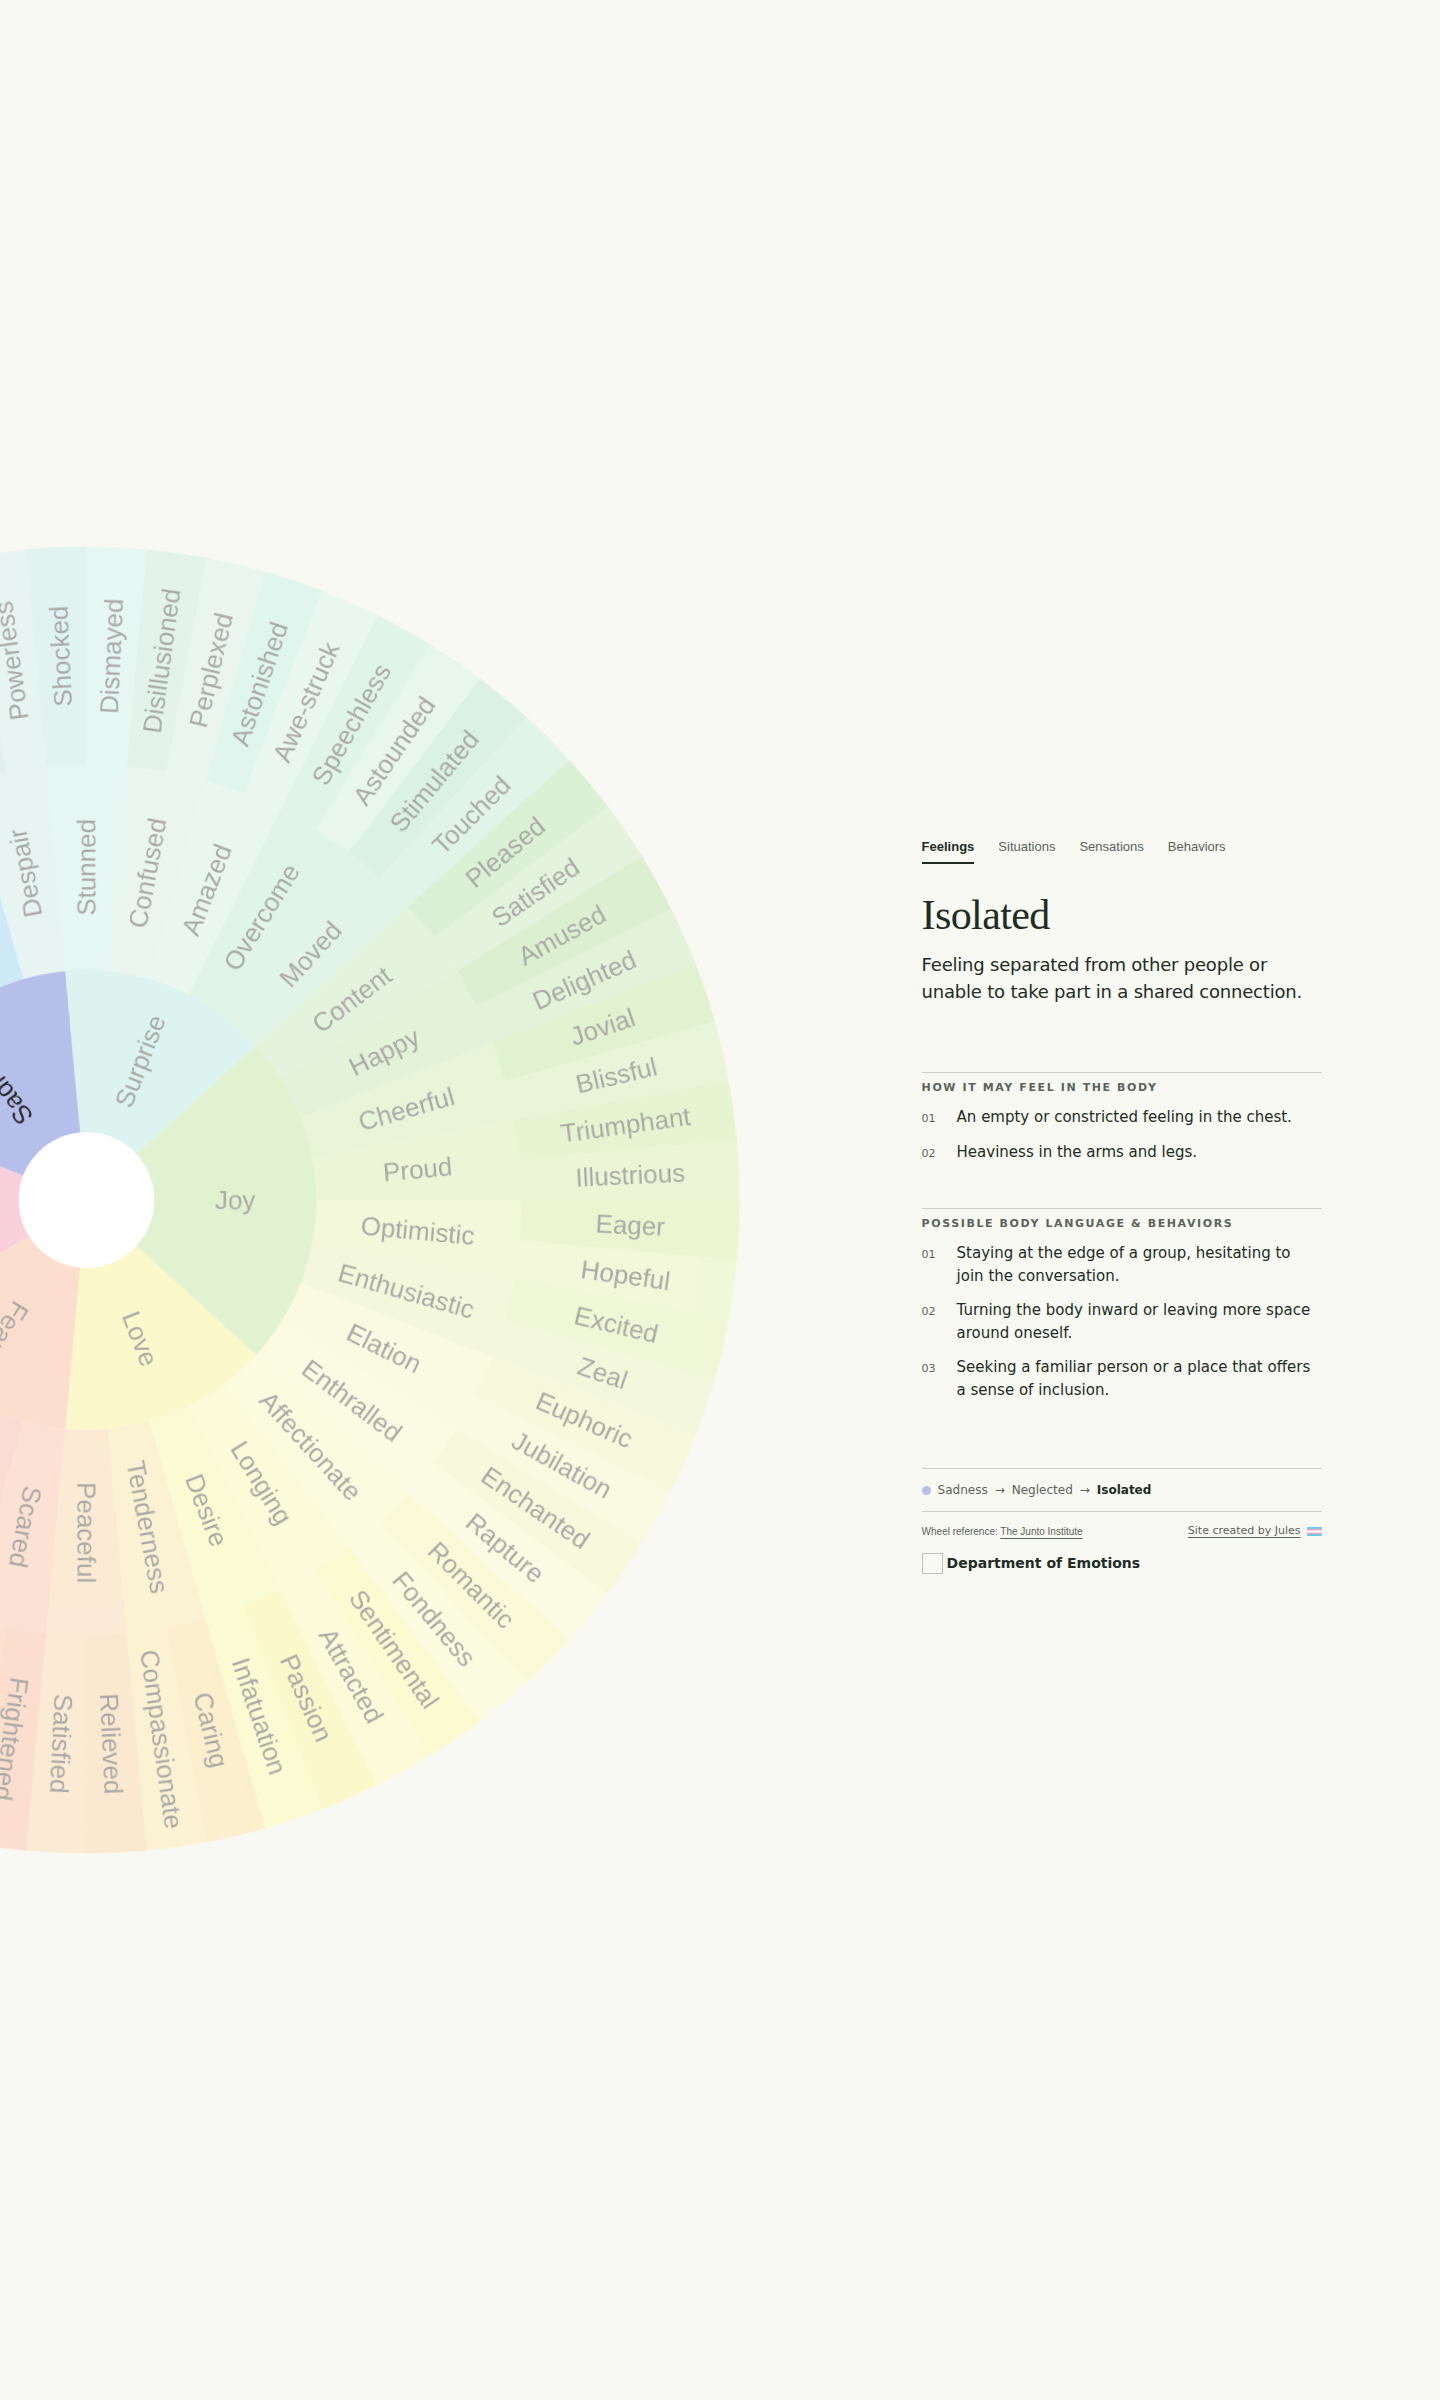 Powerless
Shocked
Dismayed
Disillusioned
Perplexed
Astonished
Awe-struck
Speechless
Astounded
Stimulated
Touched
Pleased
Satisfied
Amused
Delighted
Jovial
Blissful
Triumphant
Illustrious
Eager
Hopeful
Excited
Zeal
Euphoric
Jubilation
Enchanted
Rapture
Romantic
Fondness
Sentimental
Attracted
Passion
Infatuation
Caring
Compassionate
Relieved
Satisfied
Frightened
Despair
Stunned
Confused
Amazed
Overcome
Moved
Content
Happy
Cheerful
Proud
Optimistic
Enthusiastic
Elation
Enthralled
Affectionate
Longing
Desire
Tenderness
Peaceful
Scared
Surprise
Joy
Love
Feelings Situations Sensations Behaviors
Isolated
Feeling separated from other people or
unable to take part in a shared connection.
HOW IT MAY FEEL IN THE BODY
01 An empty or constricted feeling in the chest.
02 Heaviness in the arms and legs.
POSSIBLE BODY LANGUAGE & BEHAVIORS
01 Staying at the edge of a group, hesitating to
join the conversation.
02 Turning the body inward or leaving more space
around oneself.
03 Seeking a familiar person or a place that offers
a sense of inclusion.
Sadness → Neglected → Isolated
Wheel reference: The Junto Institute Site created by Jules
Department of Emotions